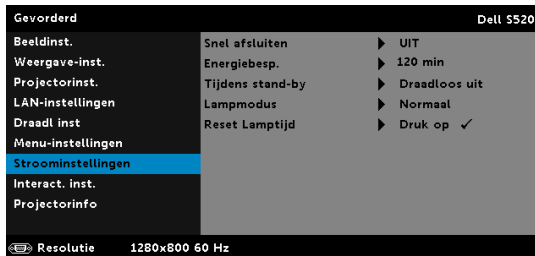 Gevorderd Dell S520
Beeldinst.
Weergave-inst.
Projectorinst.
LAN-instellingen
Draadl inst
Menu-instellingen
Stroominstellingen
Interact. inst.
Projectorinfo
Snel afsluiten UIT
Energiebesp. 120 min
Tijdens stand-by Draadloos uit
Lampmodus Normaal
Reset Lamptijd Druk op ✓
Resolutie 1280x800 60 Hz